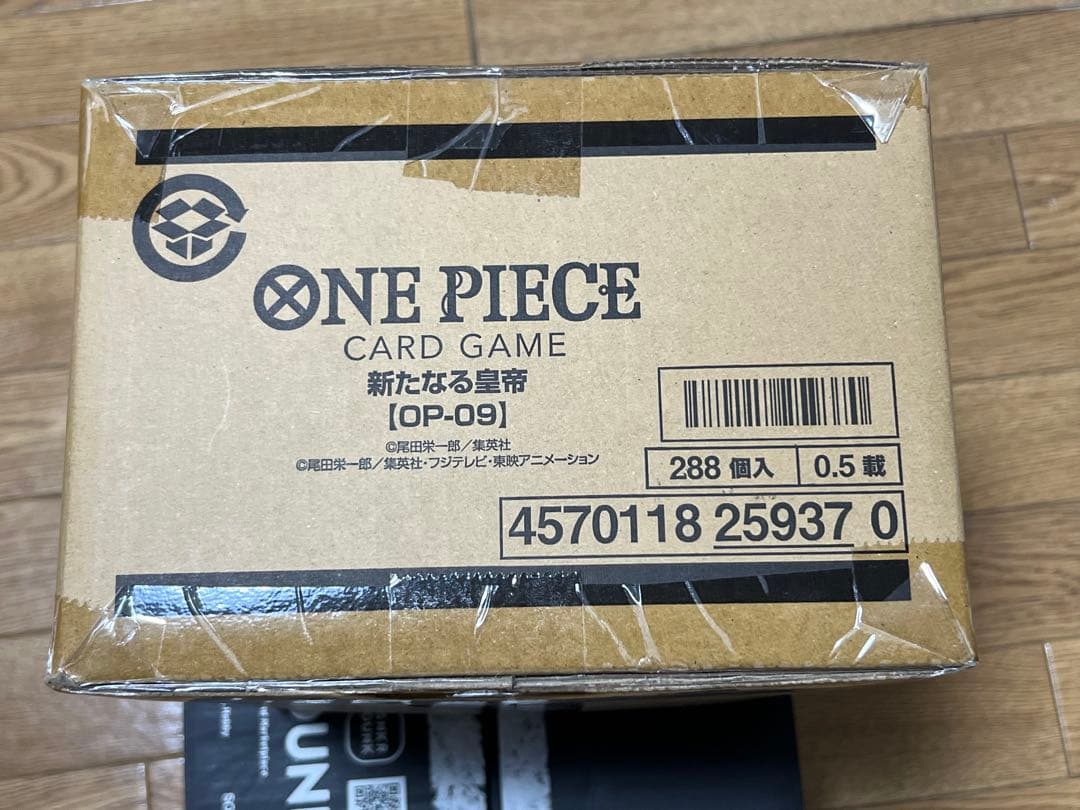 ONE PIECE
CARD GAME
新たなる皇帝
【OP-09】
©尾田栄一郎／集英社
©尾田栄一郎／集英社・フジテレビ・東映アニメーション
288 個入
0.5 載
4570118 25937 0
UN